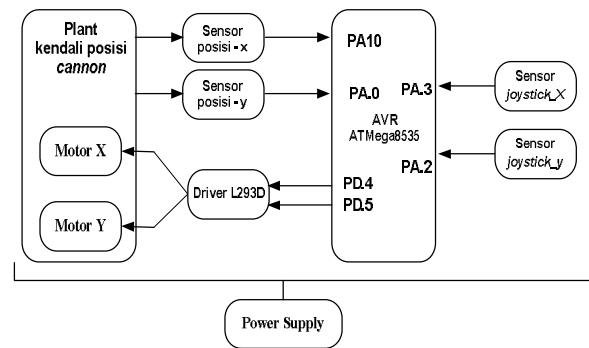 Plant
kendali posisi
cannon
Sensor
posisi - x
Sensor
posisi - y
Motor X
Motor Y
Driver L293D
PA10
PA.0
PA.3
AVR
ATMega8535
PA.2
PD.4
PD.5
Sensor
joystick_X
Sensor
joystick_y
Power Supply